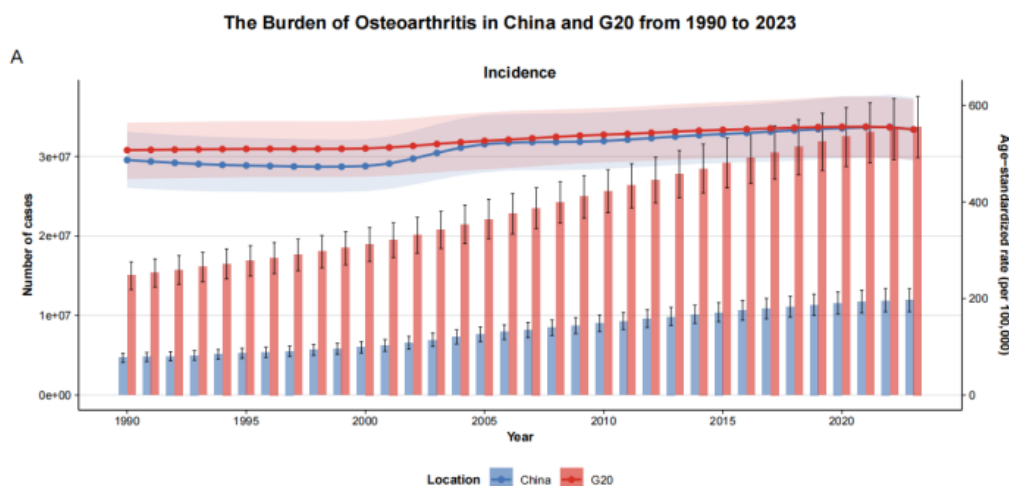 The Burden of Osteoarthritis in China and G20 from 1990 to 2023
A
Incidence
Number of cases
3e+07
2e+07
1e+07
0e+00
600
400
200
0
Age-standardized rate (per 100,000)
1990
1995
2000
2005
2010
2015
2020
Year
Location
China
G20